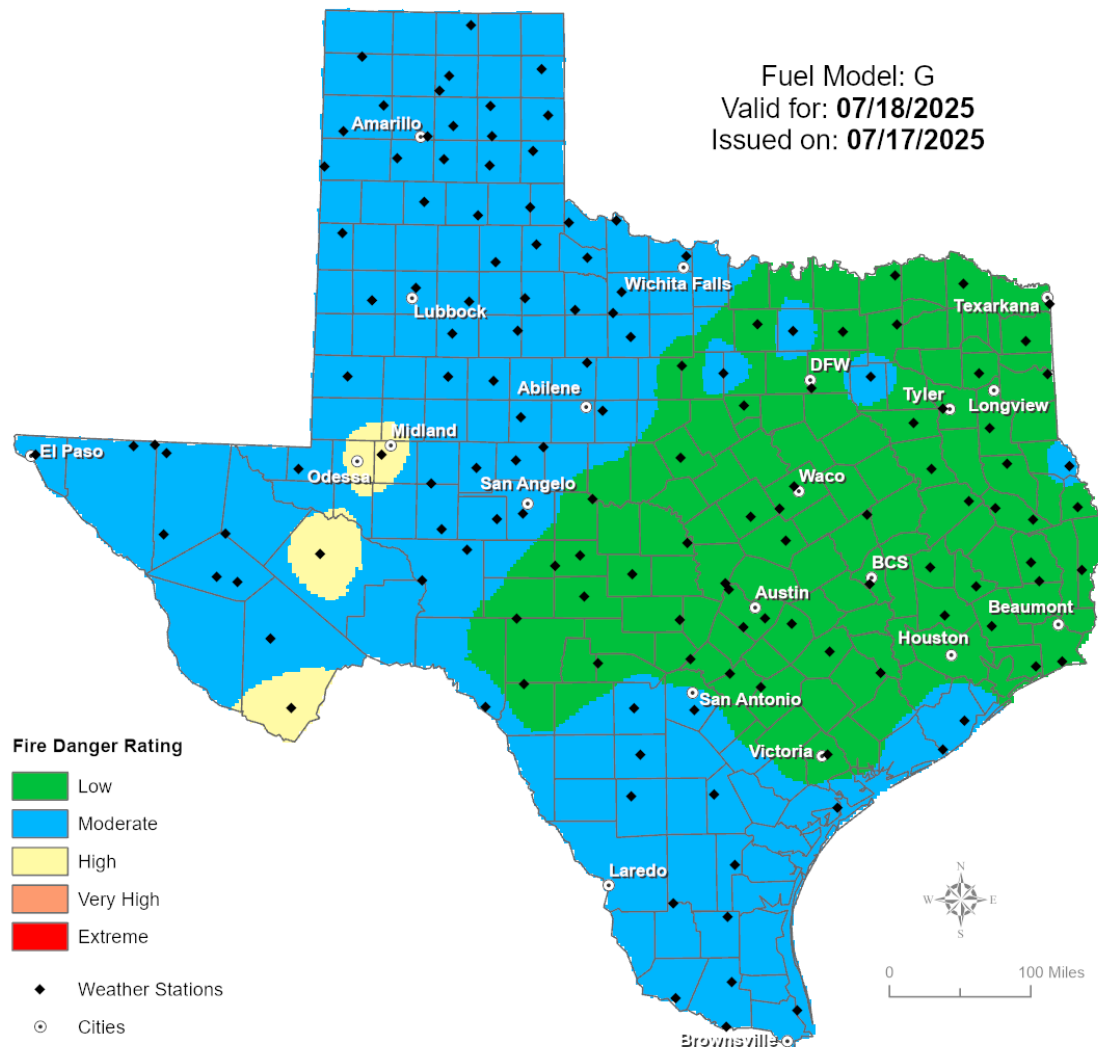 Fuel Model: G
Valid for: 07/18/2025
Issued on: 07/17/2025
Amarillo
Wichita Falls
Lubbock
Texarkana
DFW
Abilene
Tyler
Longview
Midland
El Paso
Odessa
San Angelo
Waco
BCS
Austin
Beaumont
Houston
San Antonio
Victoria
Laredo
Brownsville
Fire Danger Rating
Low
Moderate
High
Very High
Extreme
Weather Stations
Cities
N
W
E
S
0 100 Miles